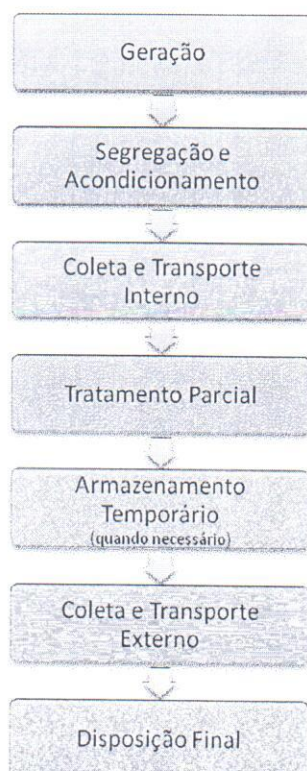 Geração
Segregação e
Acondicionamento
Coleta e Transporte
Interno
Tratamento Parcial
Armazenamento
Temporário
(quando necessário)
Coleta e Transporte
Externo
Disposição Final